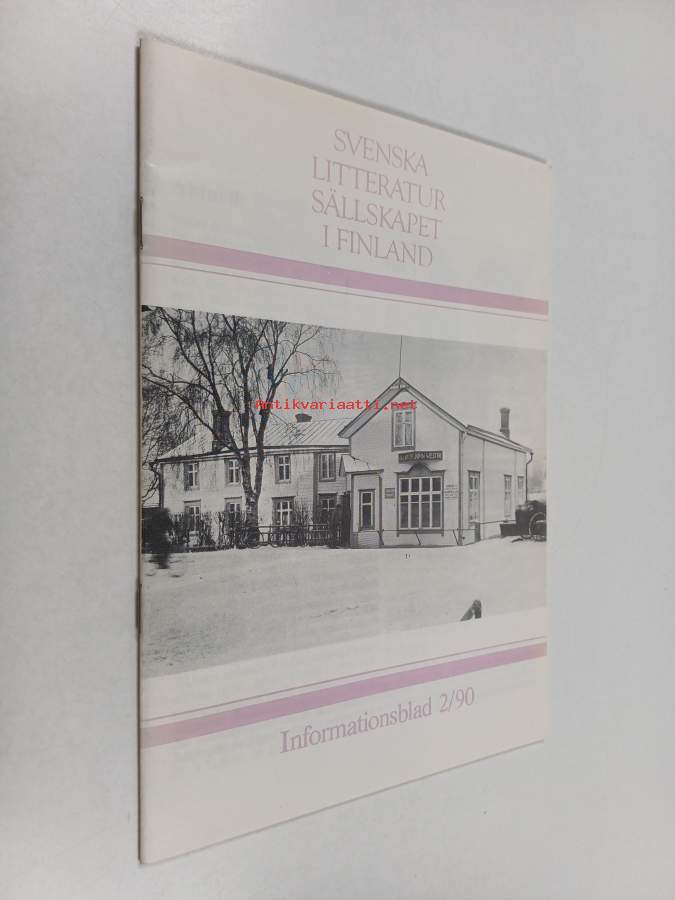 SVENSKA
LITTERATUR
SÄLLSKAPET
I FINLAND
Antikvariaatti.net
Informationsblad 2/90